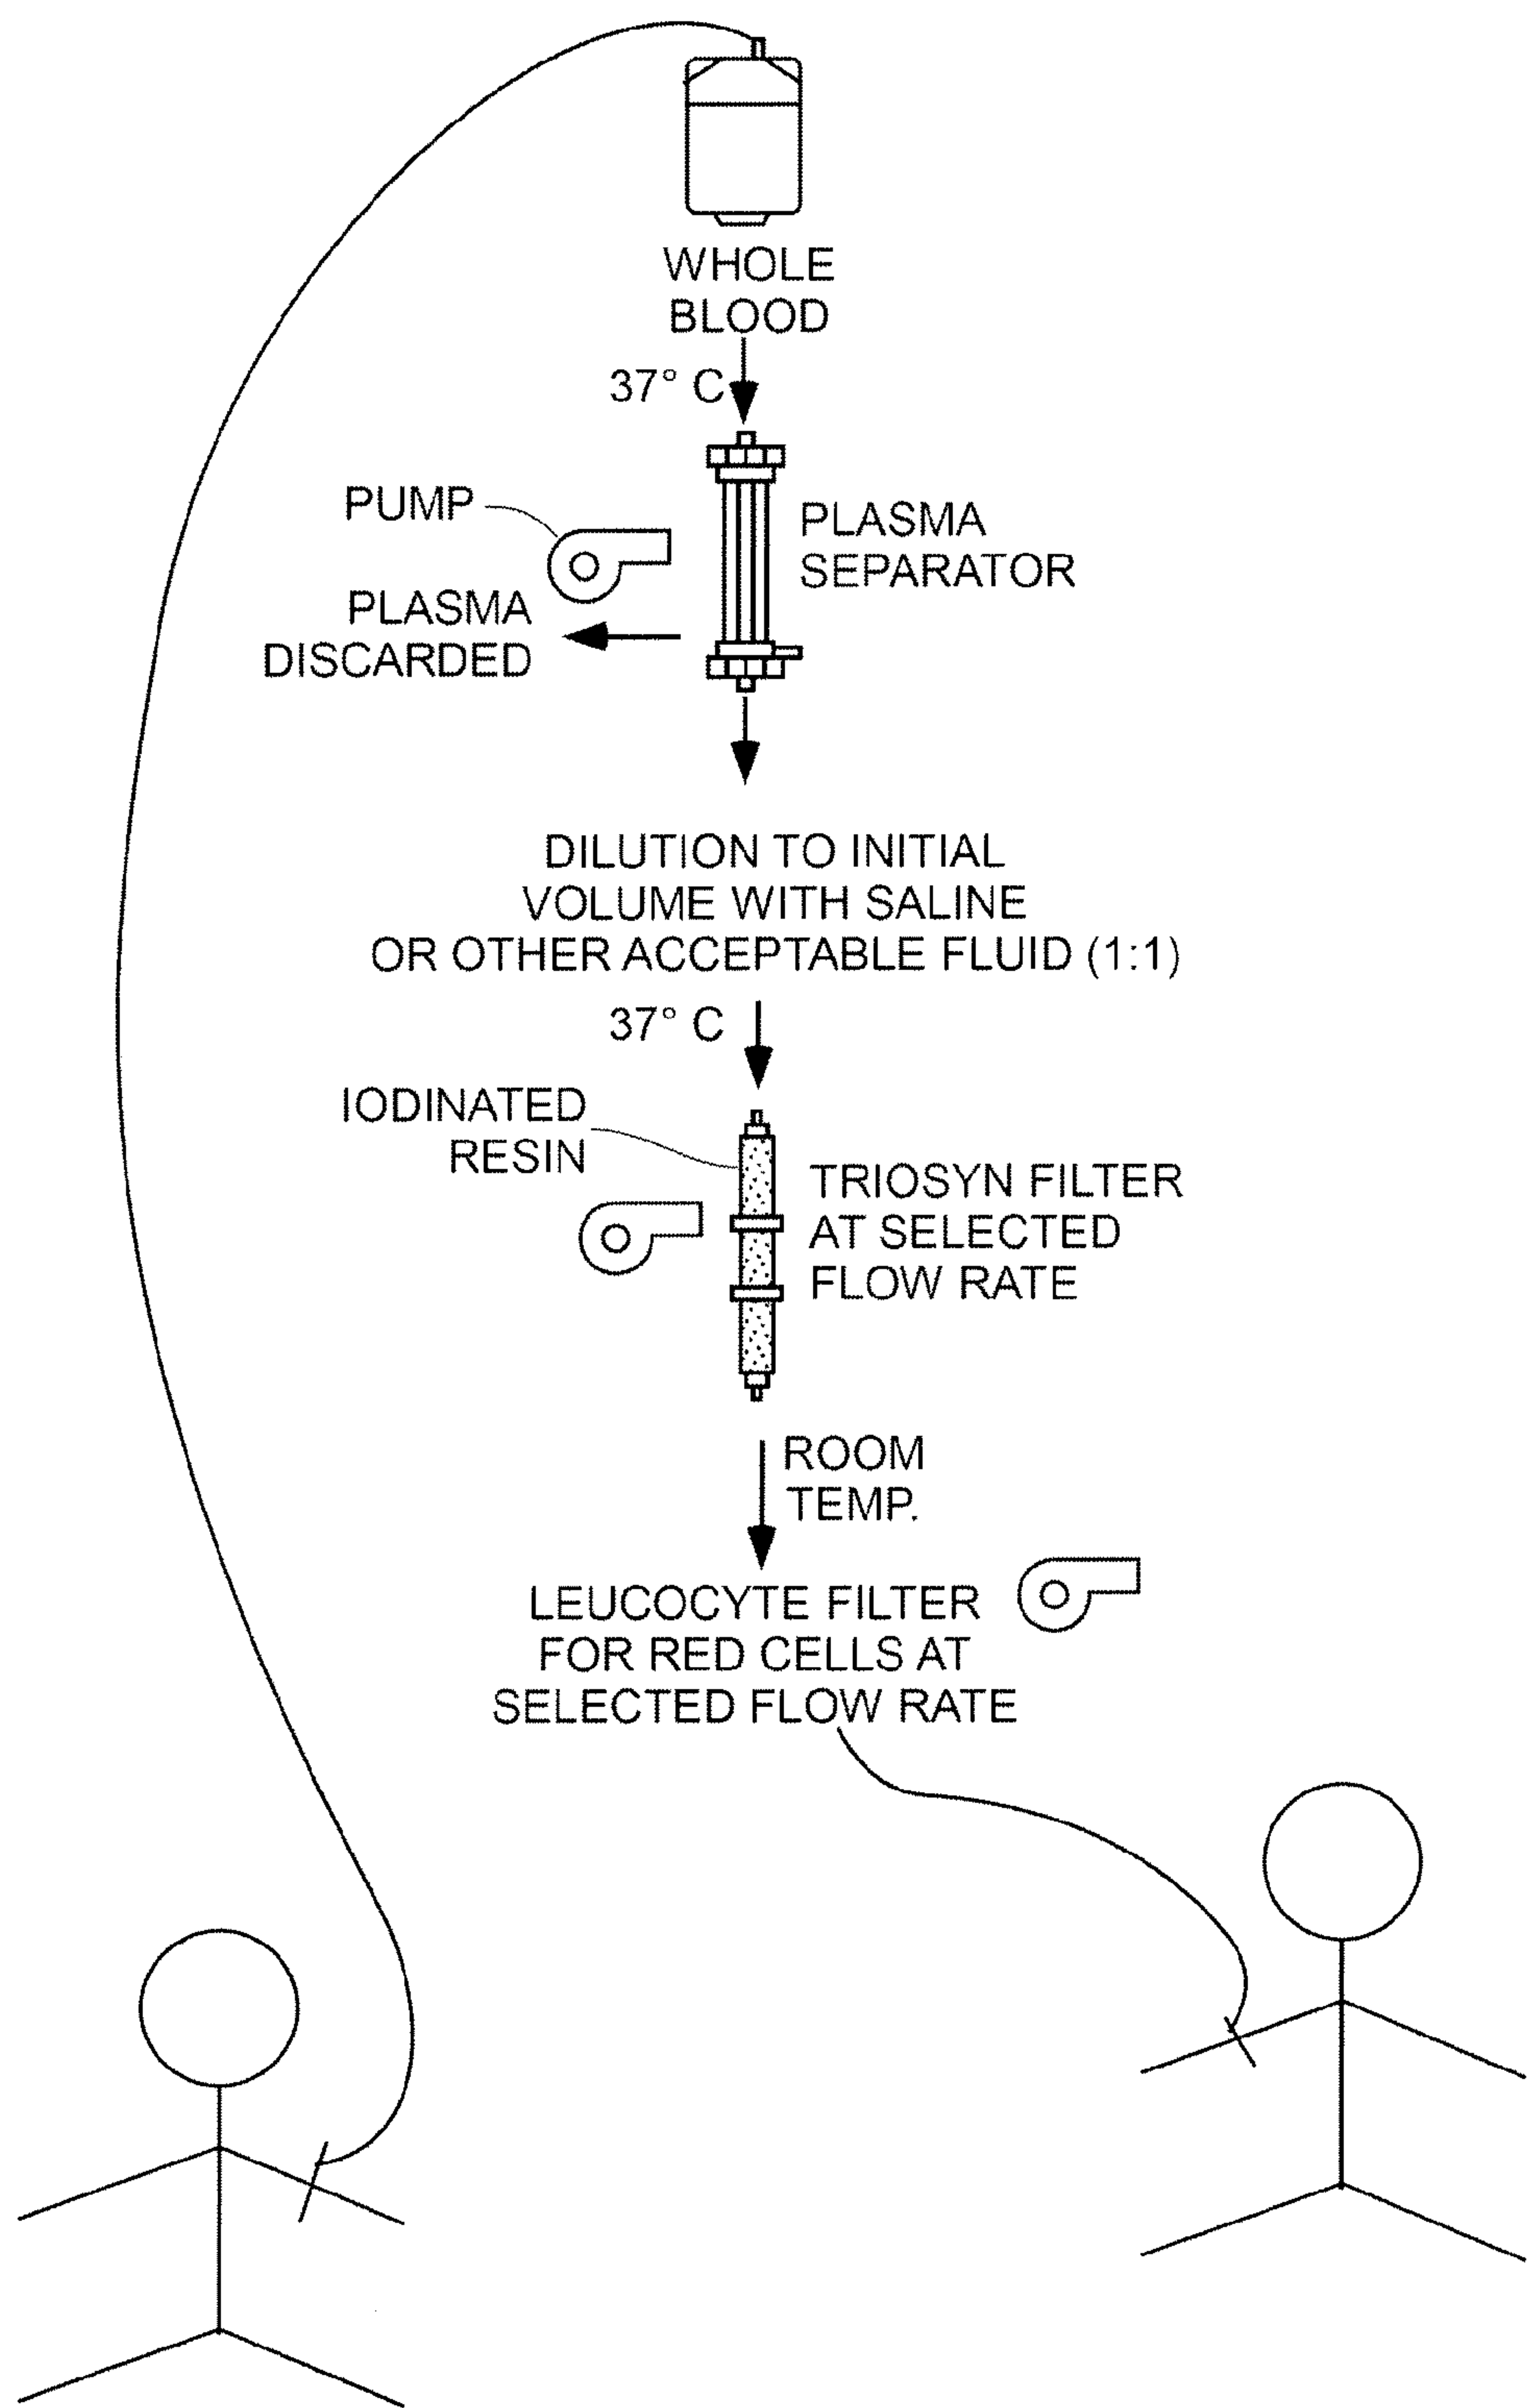 WHOLE
BLOOD
37° C
PUMP
PLASMA
SEPARATOR
PLASMA
DISCARDED
DILUTION TO INITIAL
VOLUME WITH SALINE
OR OTHER ACCEPTABLE FLUID (1:1)
37° C
IODINATED
RESIN
TRIOSYN FILTER
AT SELECTED
FLOW RATE
ROOM
TEMP.
LEUCOCYTE FILTER
FOR RED CELLS AT
SELECTED FLOW RATE